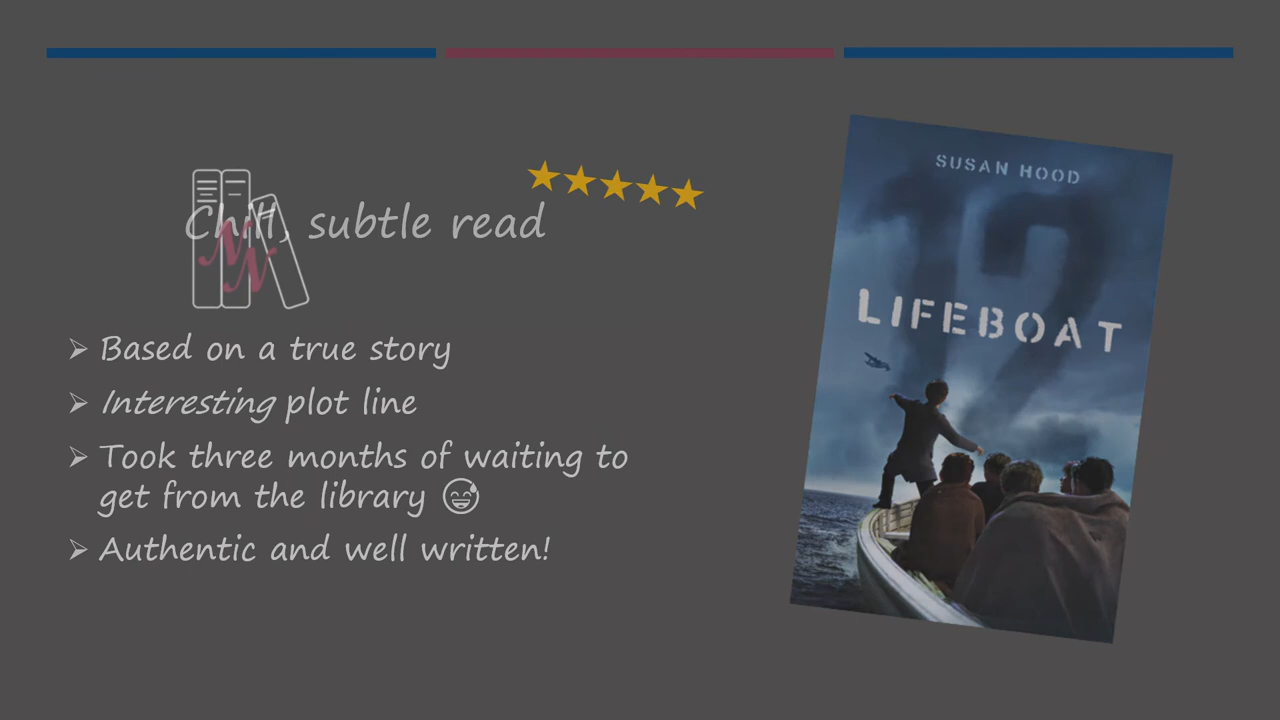 Chill, subtle read
NN
Based on a true story
Interesting plot line
Took three months of waiting to
get from the library 😅
Authentic and well written!
SUSAN HOOD
12
LIFEBOAT